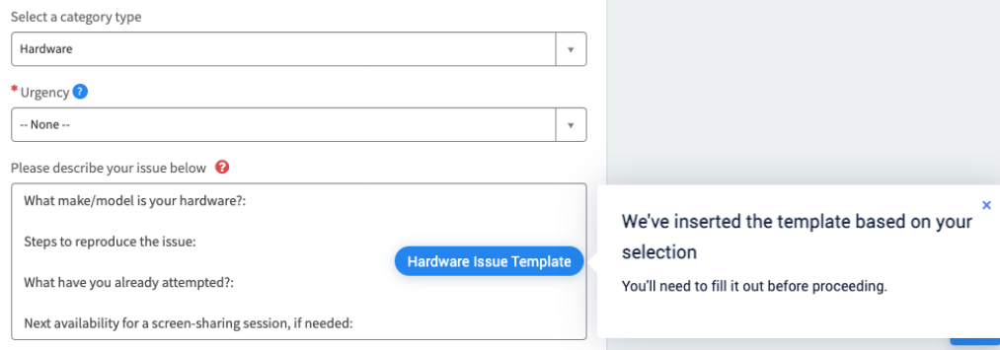 Select a category type
Hardware
* Urgency ?
-- None --
Please describe your issue below ?
What make/model is your hardware?:
Steps to reproduce the issue:
Hardware Issue Template
What have you already attempted?:
Next availability for a screen-sharing session, if needed:
We've inserted the template based on your
selection
You'll need to fill it out before proceeding.